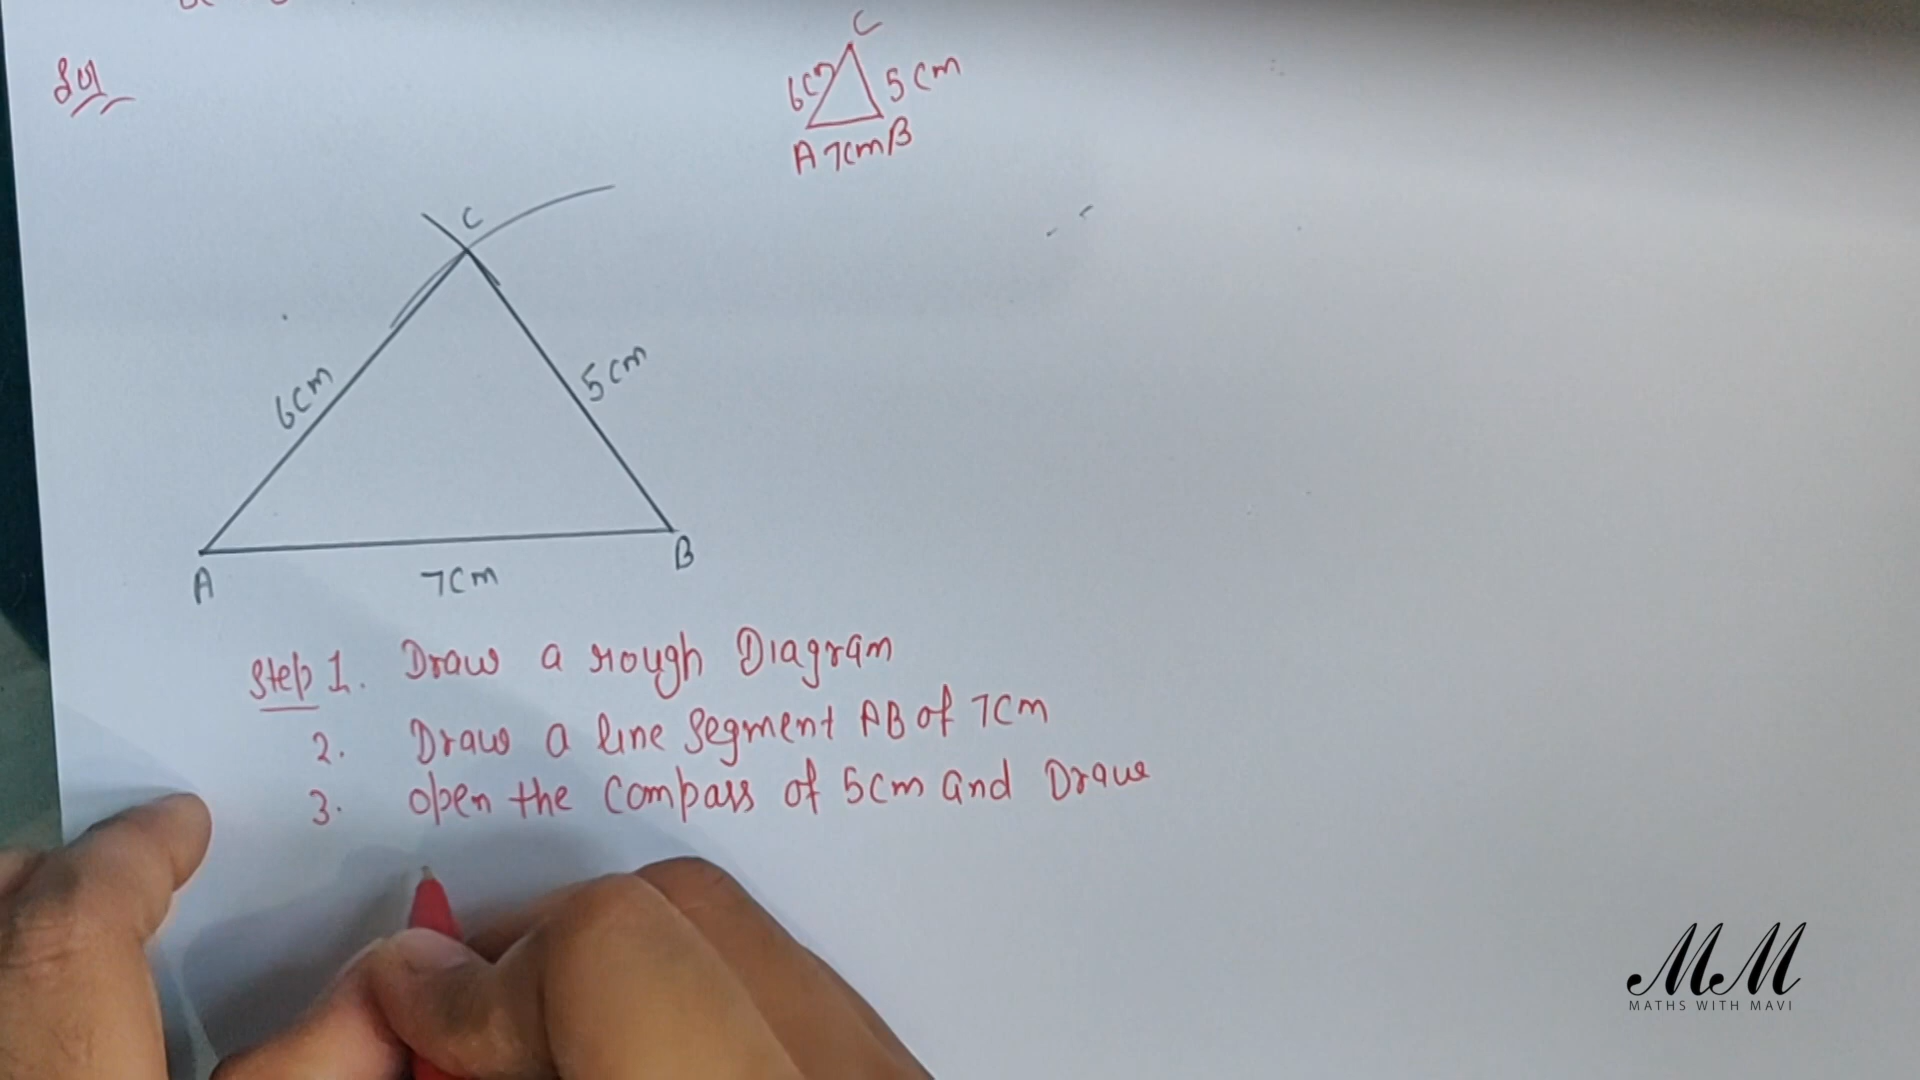 Sol
C
6cm
5cm
A 7cm B
C
6cm
5cm
A
7cm
B
Step 1. Draw a rough Diagram
2. Draw a line segment AB of 7cm
3. open the compass of 5cm and Draw
MM
MATHS WITH MAVI